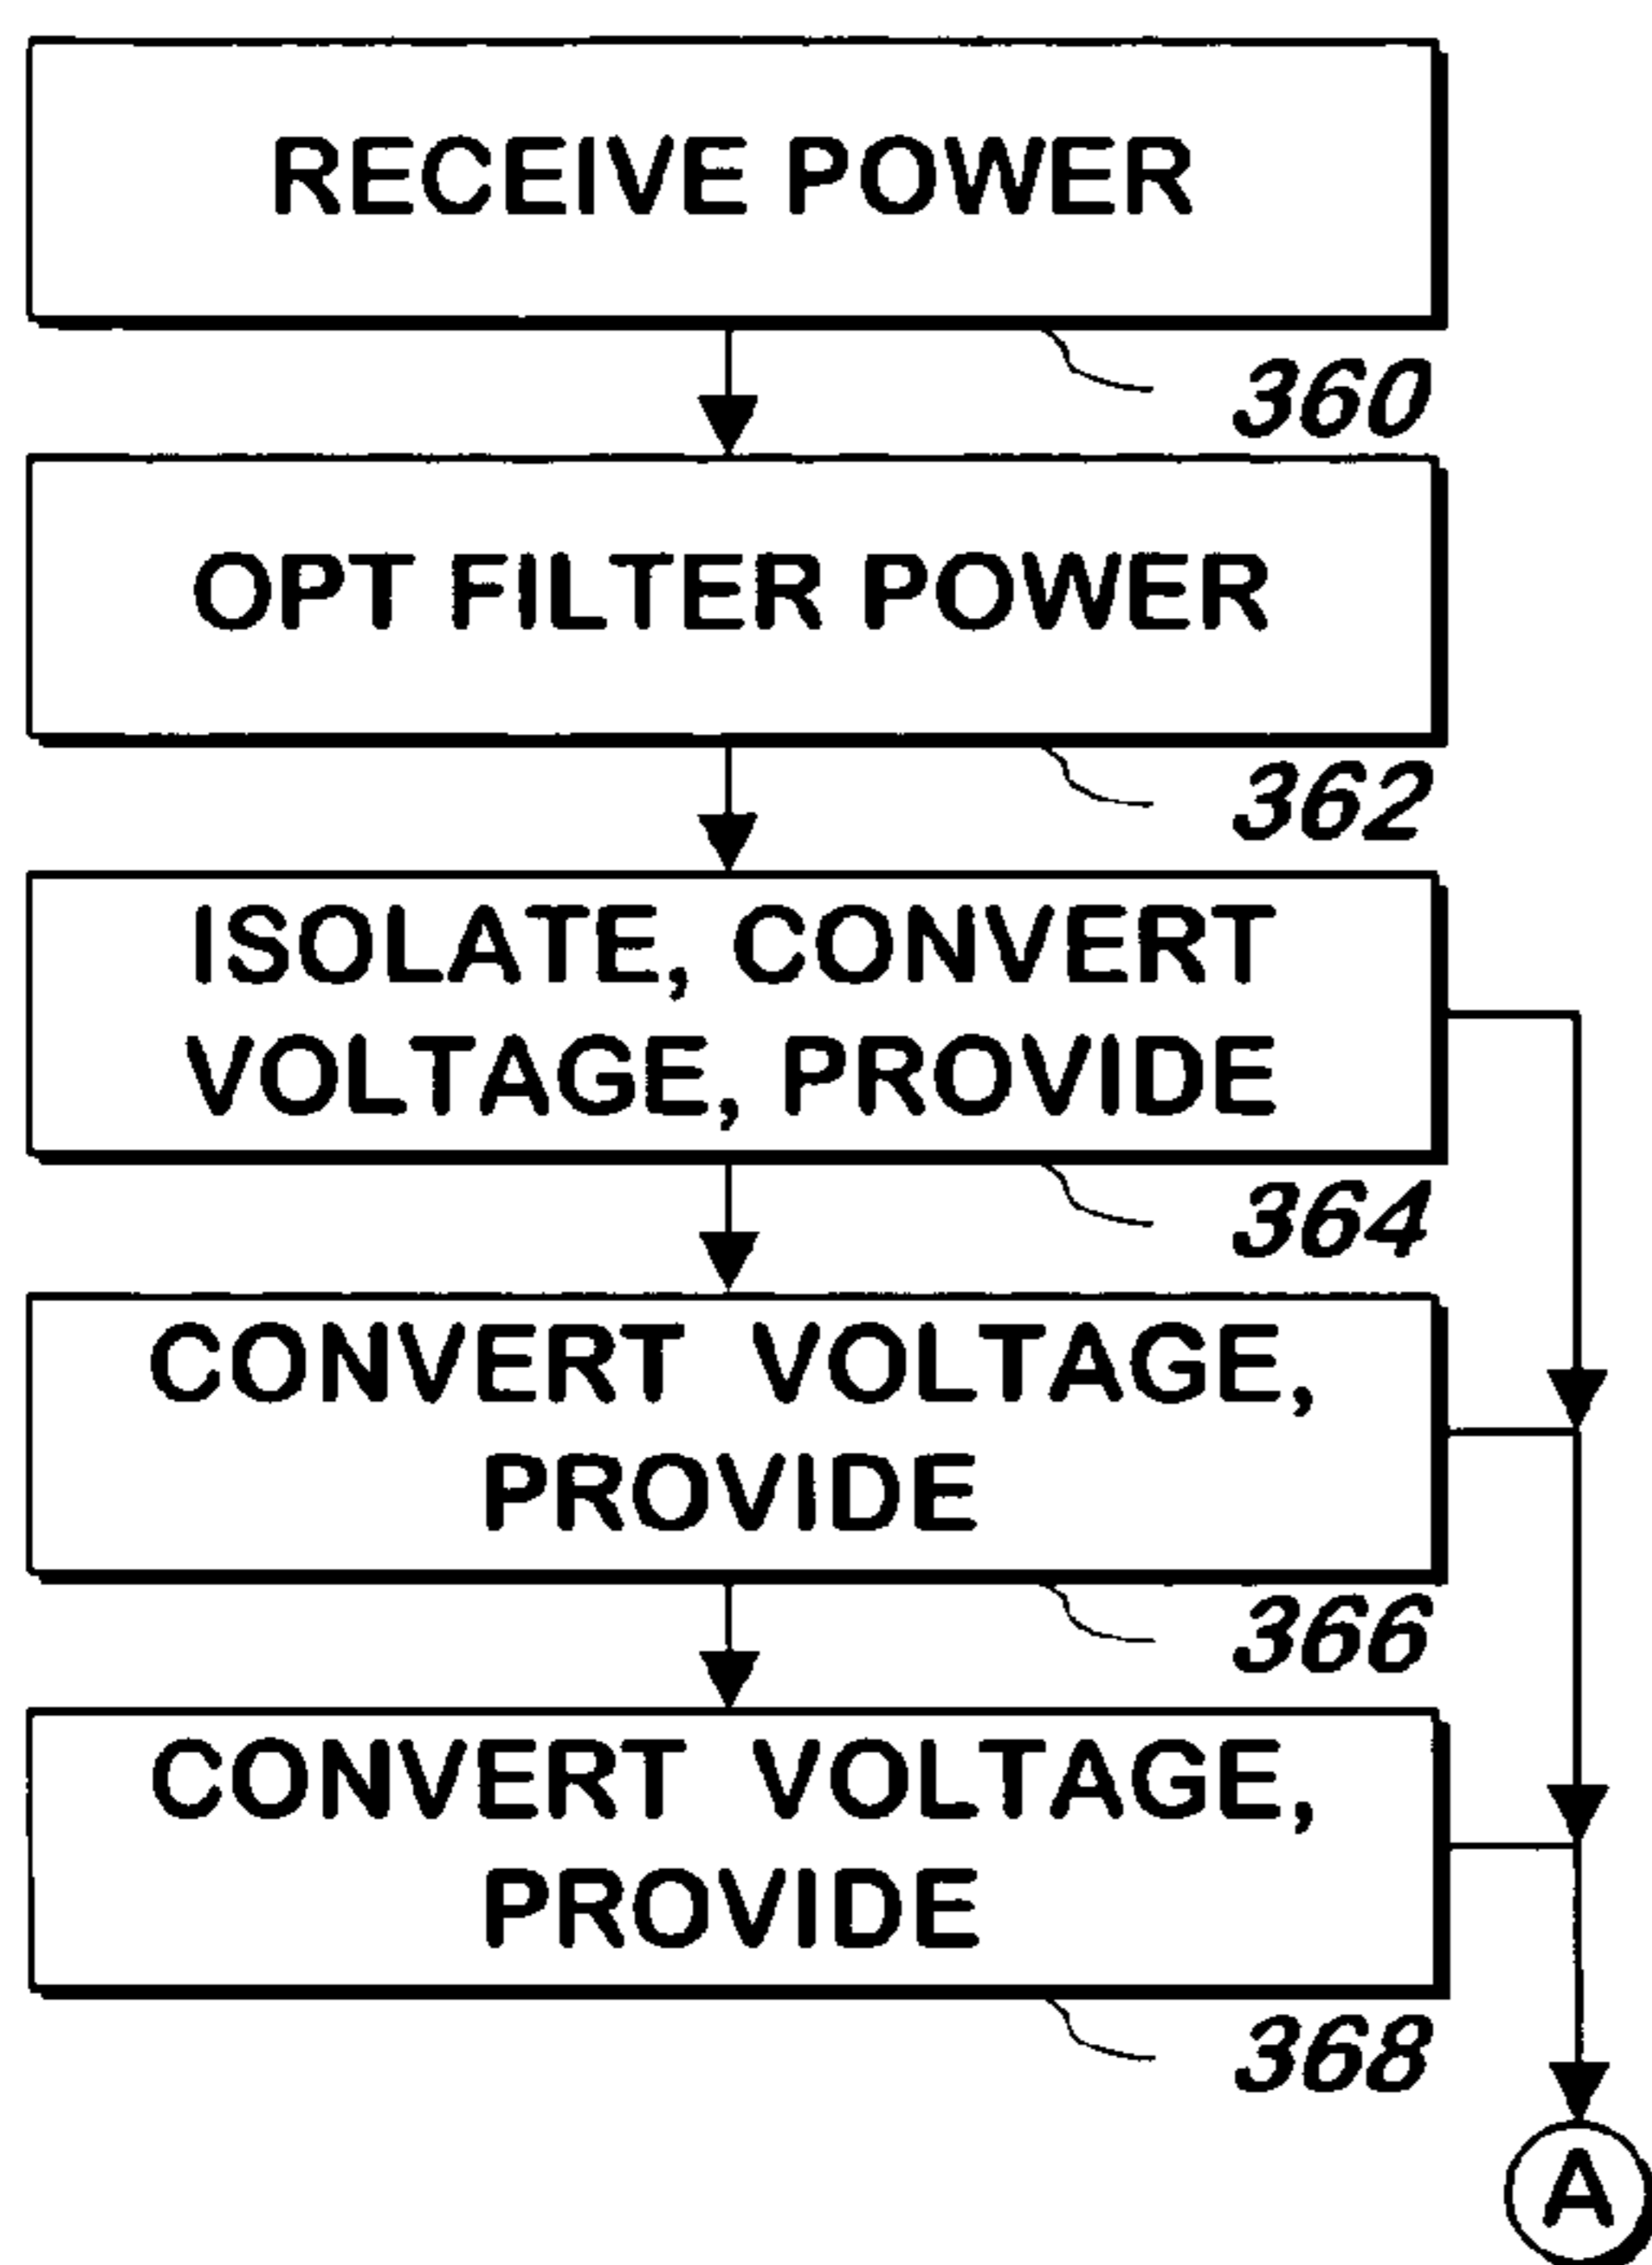 RECEIVE POWER
360
OPT FILTER POWER
362
ISOLATE, CONVERT
VOLTAGE, PROVIDE
364
CONVERT VOLTAGE,
PROVIDE
366
CONVERT VOLTAGE,
PROVIDE
368
A